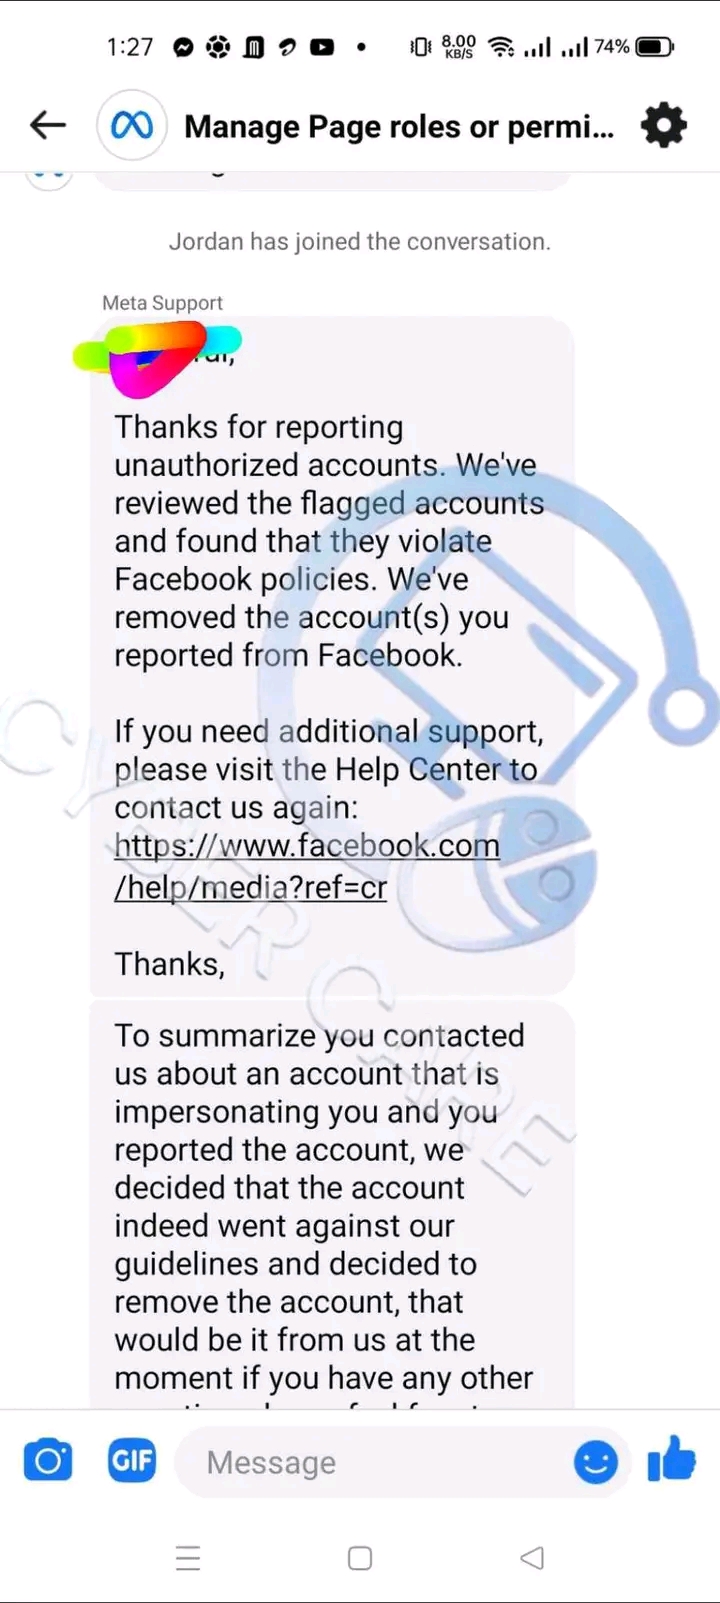 1:27
8.00
KB/S
74%
Manage Page roles or permi...
Jordan has joined the conversation.
Meta Support
Thanks for reporting
unauthorized accounts. We've
reviewed the flagged accounts
and found that they violate
Facebook policies. We've
removed the account(s) you
reported from Facebook.
If you need additional support,
please visit the Help Center to
contact us again:
https://www.facebook.com
/help/media?ref=cr
Thanks,
To summarize you contacted
us about an account that is
impersonating you and you
reported the account, we
decided that the account
indeed went against our
guidelines and decided to
remove the account, that
would be it from us at the
moment if you have any other
CYBER CARE
GIF
Message